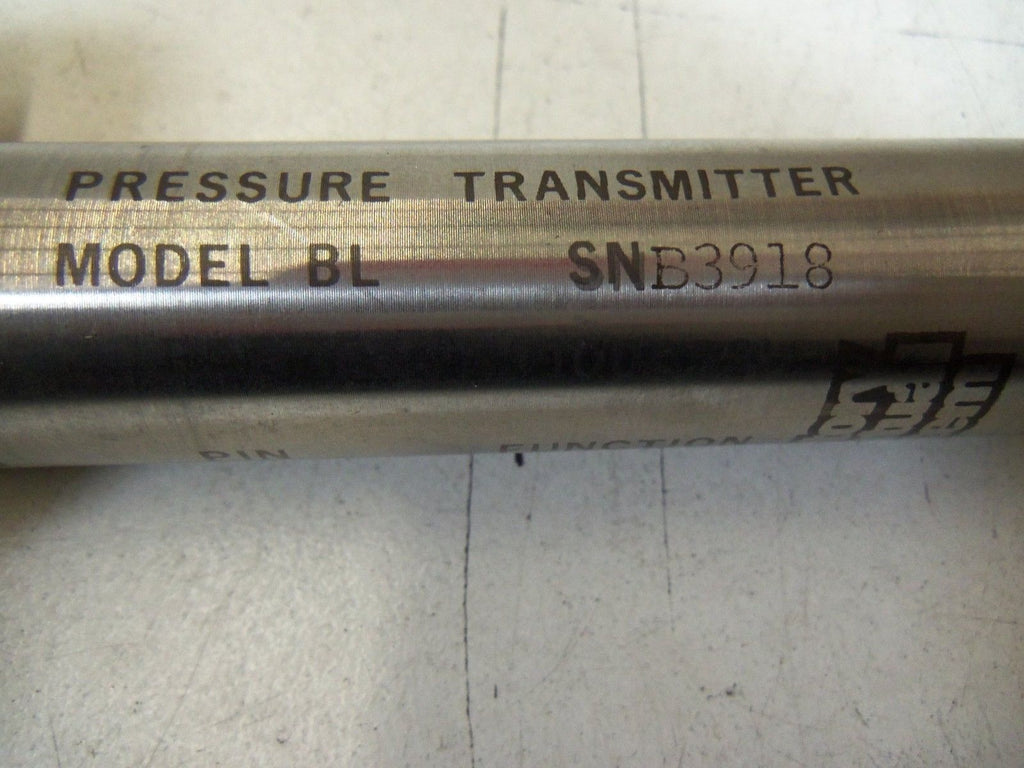 PRESSURE TRANSMITTER
MODEL BL SNB3918
PIN FUNCTION